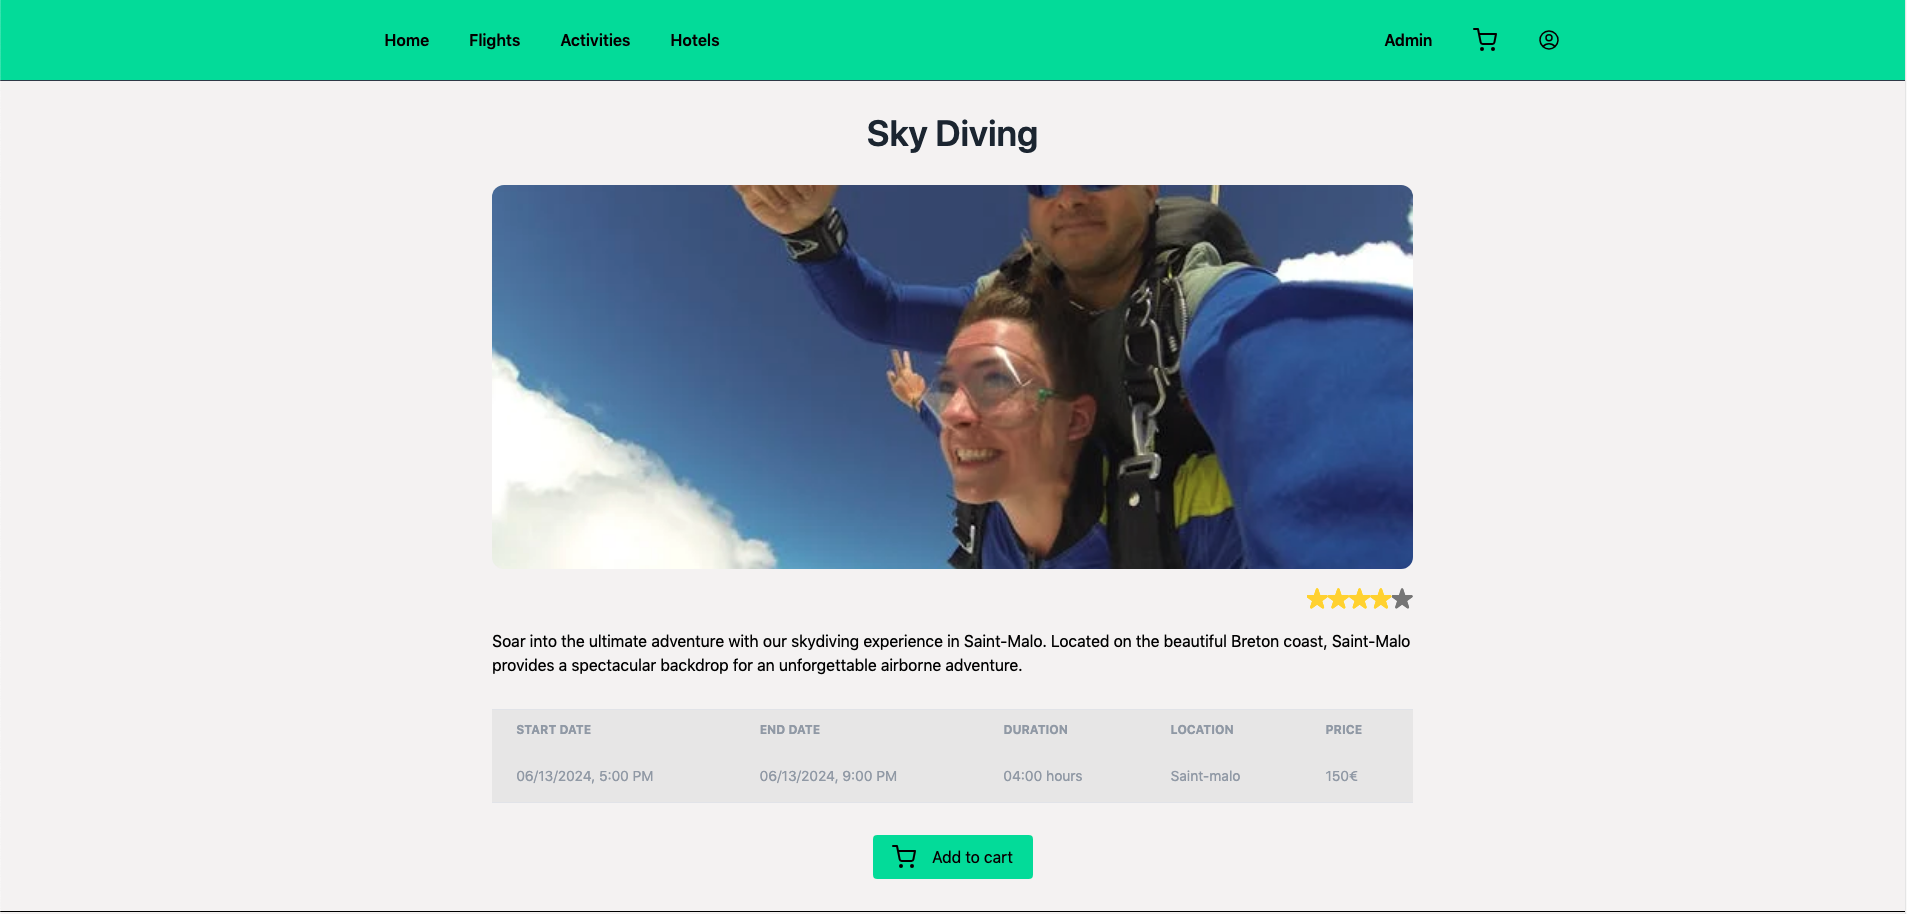 Home Flights Activities Hotels Admin
Sky Diving
Soar into the ultimate adventure with our skydiving experience in Saint-Malo. Located on the beautiful Breton coast, Saint-Malo
provides a spectacular backdrop for an unforgettable airborne adventure.
START DATE END DATE DURATION LOCATION PRICE
06/13/2024, 5:00 PM 06/13/2024, 9:00 PM 04:00 hours Saint-malo 150€
Add to cart